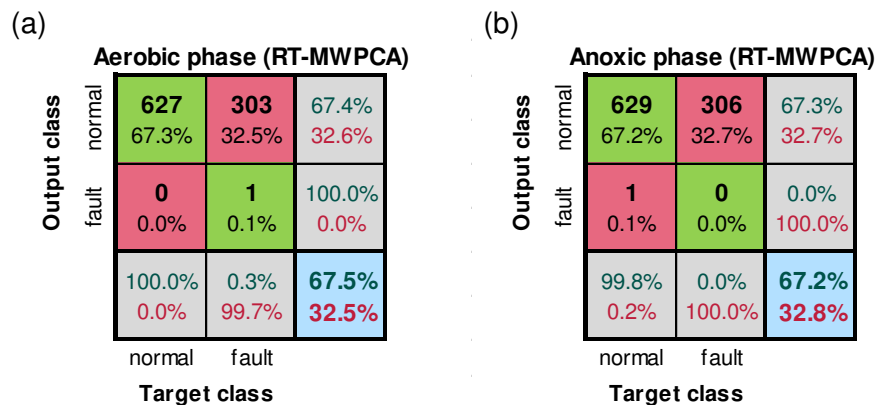 (a)
Aerobic phase (RT-MWPCA)
Output class
normal
627 303 67.4%
67.3% 32.5% 32.6%
fault
0 1 100.0%
0.0% 0.1% 0.0%
100.0% 0.3% 67.5%
0.0% 99.7% 32.5%
normal fault
Target class
(b)
Anoxic phase (RT-MWPCA)
Output class
normal
629 306 67.3%
67.2% 32.7% 32.7%
fault
1 0 0.0%
0.1% 0.0% 100.0%
99.8% 0.0% 67.2%
0.2% 100.0% 32.8%
normal fault
Target class